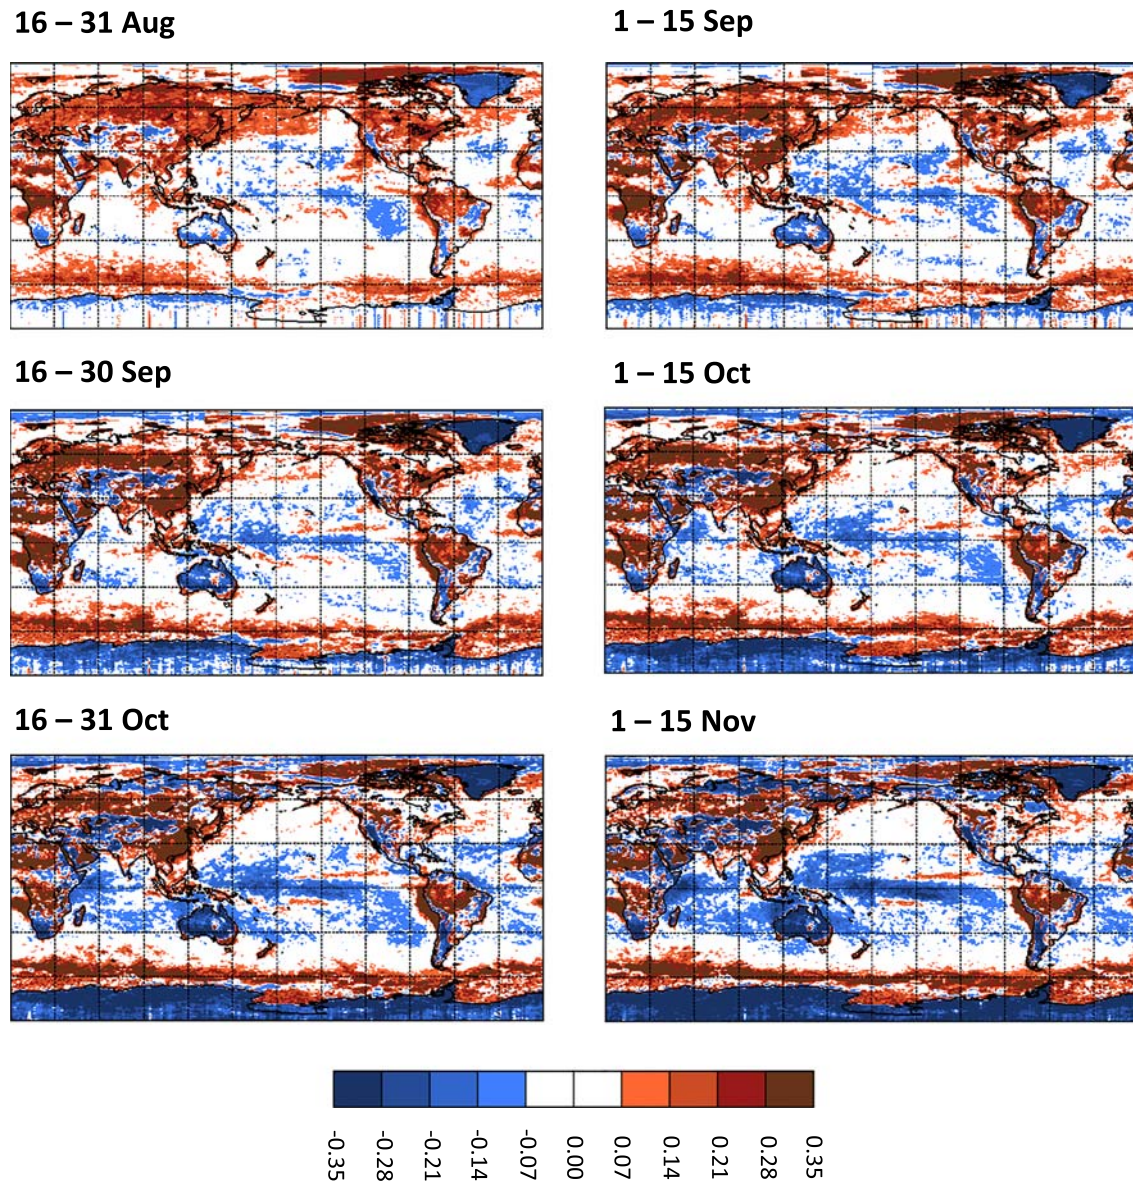 16 – 31 Aug
1 – 15 Sep
16 – 30 Sep
1 – 15 Oct
16 – 31 Oct
1 – 15 Nov
-0.35
-0.28
-0.21
-0.14
-0.07
0.00
0.07
0.14
0.21
0.28
0.35